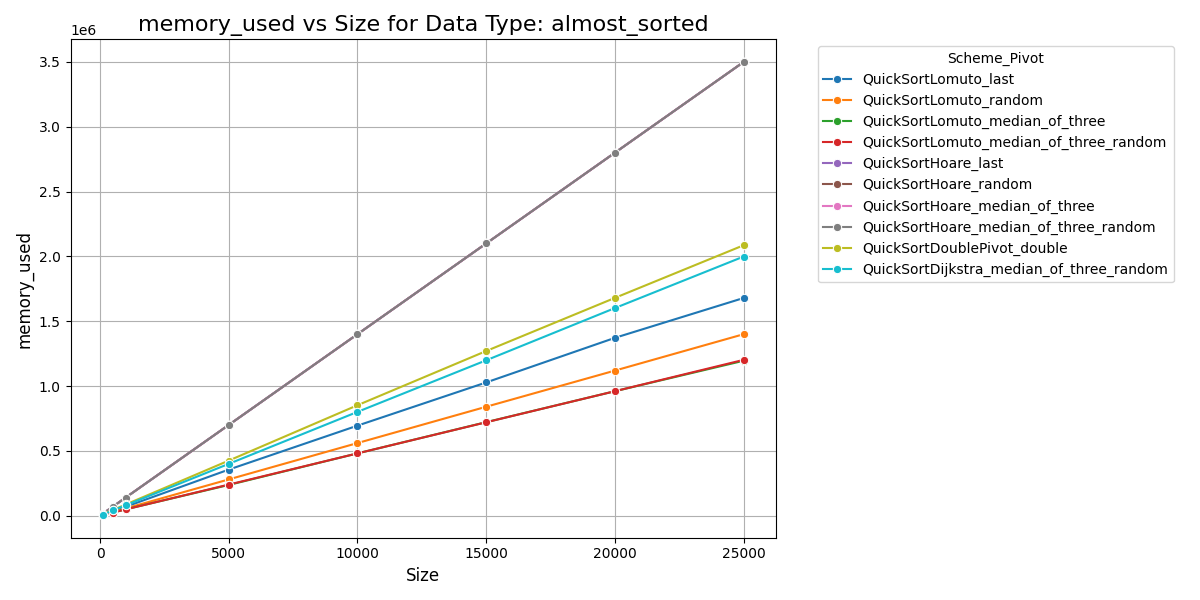 memory_used vs Size for Data Type: almost_sorted
1e6
3.5
3.0
2.5
2.0
1.5
1.0
0.5
0.0
memory_used
0 5000 10000 15000 20000 25000
Size
Scheme_Pivot
QuickSortLomuto_last
QuickSortLomuto_random
QuickSortLomuto_median_of_three
QuickSortLomuto_median_of_three_random
QuickSortHoare_last
QuickSortHoare_random
QuickSortHoare_median_of_three
QuickSortHoare_median_of_three_random
QuickSortDoublePivot_double
QuickSortDijkstra_median_of_three_random